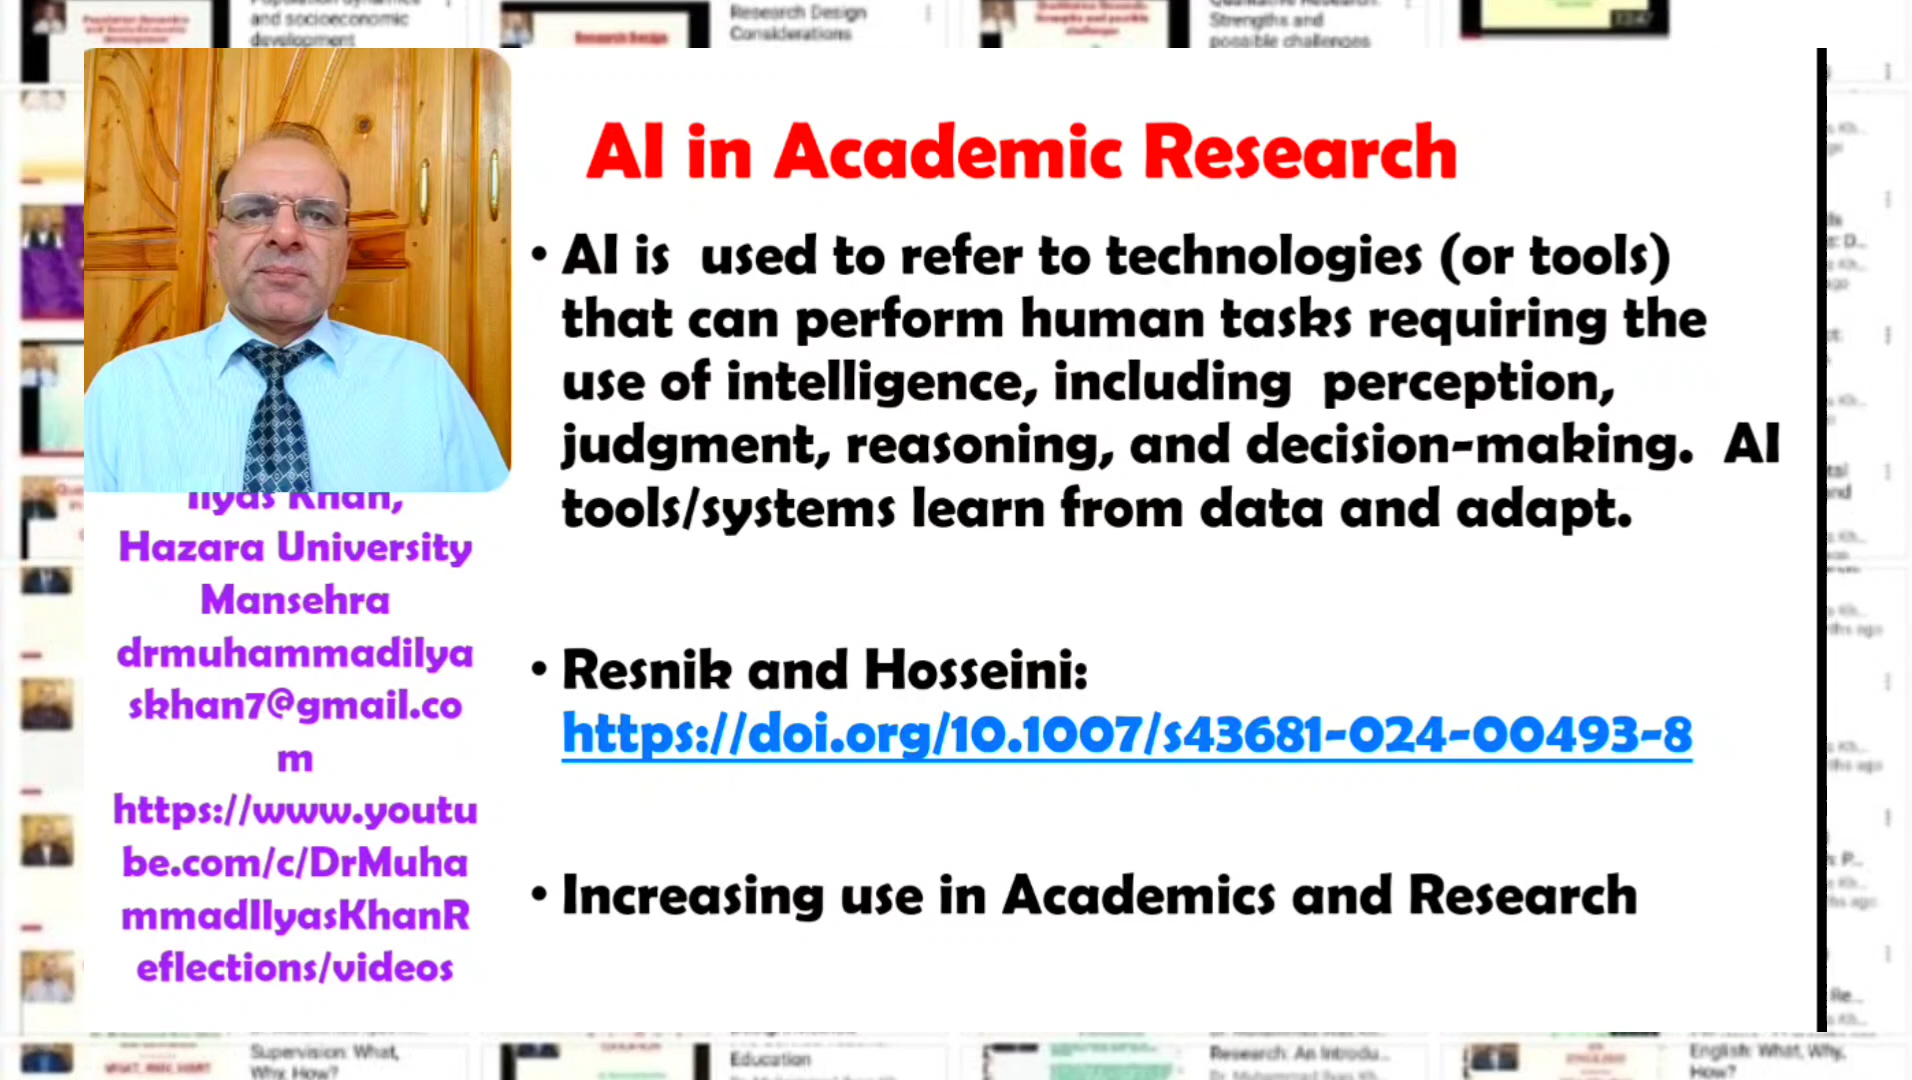 and socioeconomic
development
Research Design
Considerations
Strengths and
possible challenges
AI in Academic Research
• AI is used to refer to technologies (or tools)
that can perform human tasks requiring the
use of intelligence, including perception,
judgment, reasoning, and decision-making. AI
tools/systems learn from data and adapt.
• Resnik and Hosseini:
https://doi.org/10.1007/s43681-024-00493-8
• Increasing use in Academics and Research
Ilyas Khan,
Hazara University
Mansehra
drmuhammadilya
skhan7@gmail.co
m
https://www.youtu
be.com/c/DrMuha
mmadIlyasKhanR
eflections/videos
Supervision: What,
Why, How?
Education
Research: An Introdu...
English: What, Why,
How?